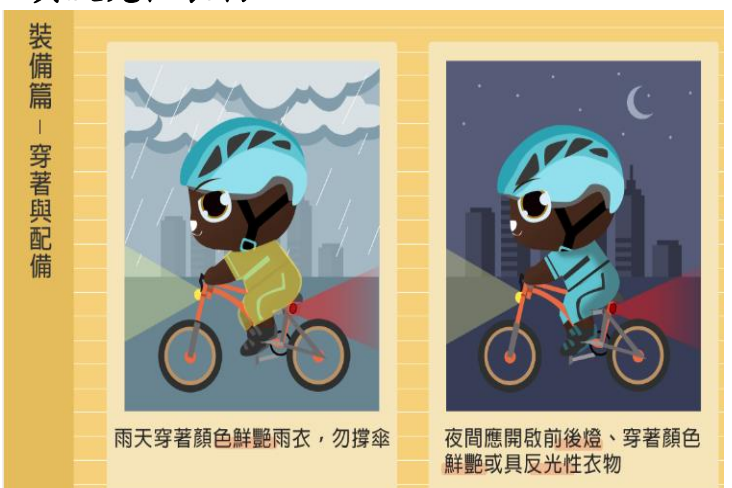 裝備篇－穿著與配備
雨天穿著顏色鮮艷雨衣，勿撐傘
夜間應開啟前後燈、穿著顏色
鮮艷或具反光性衣物